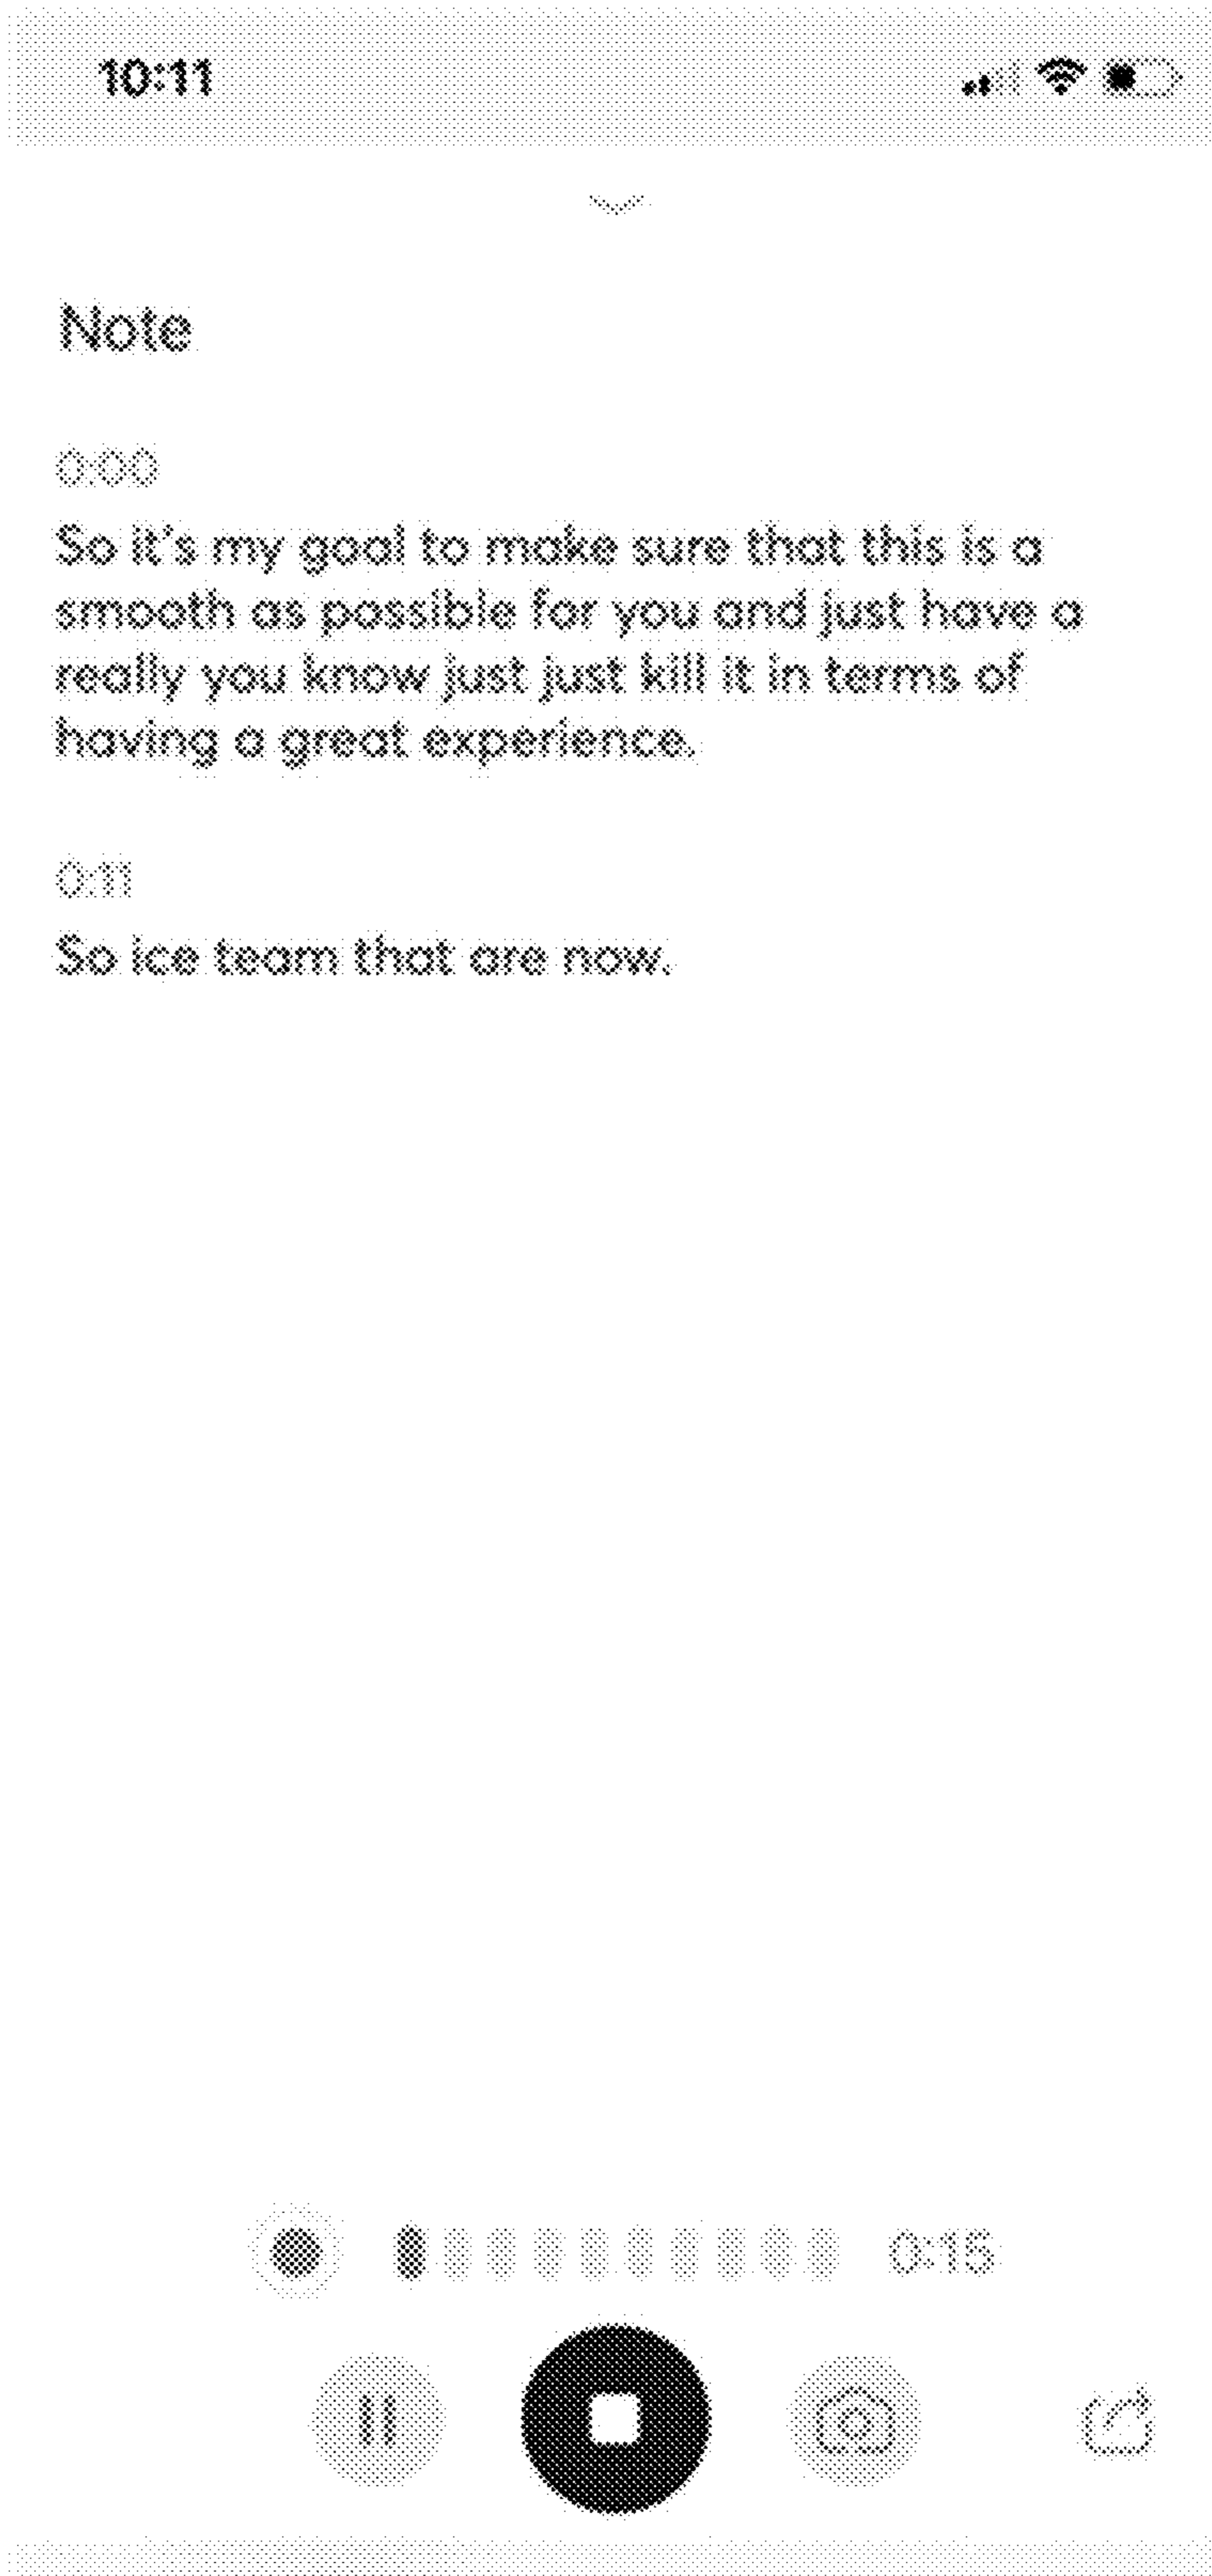 10:11
Note
0:00
So it's my goal to make sure that this is a
smooth as possible for you and just have a
really you know just just kill it in terms of
having a great experience.
0:11
So ice team that are now.
0:15